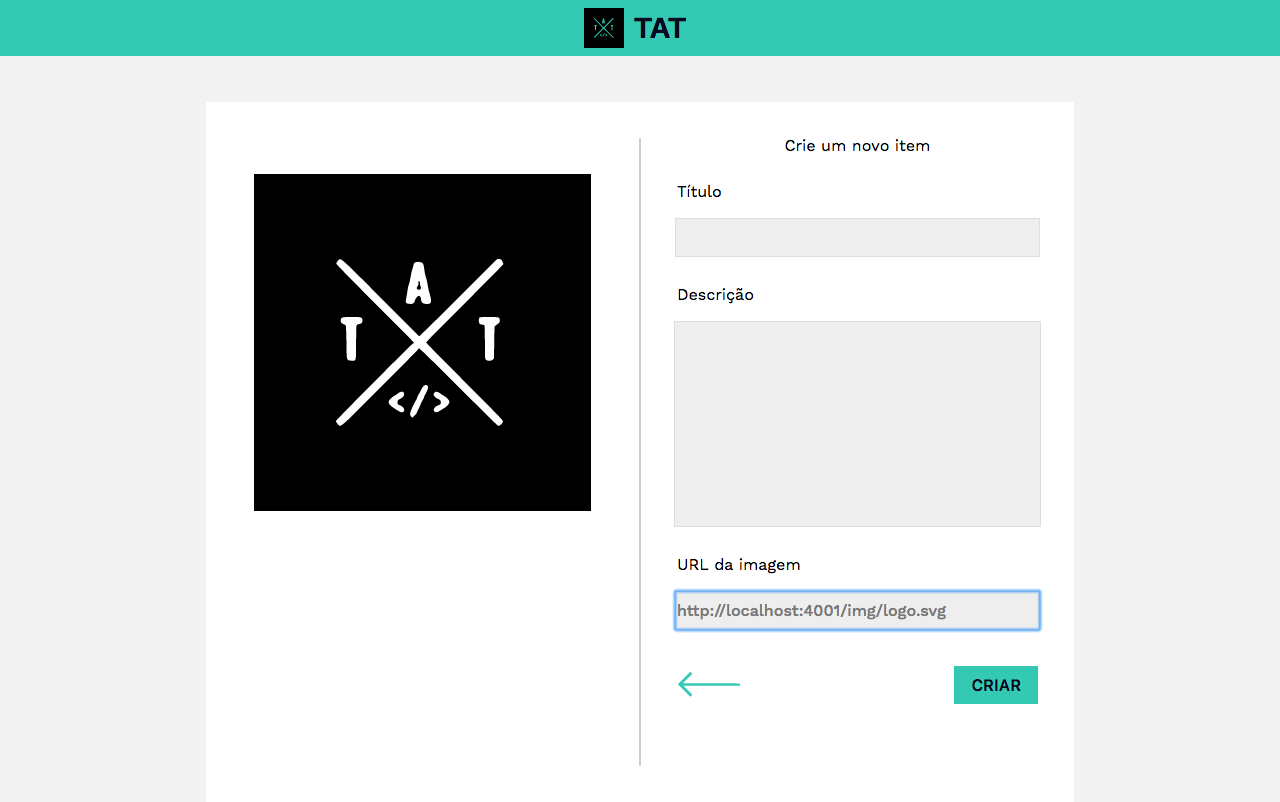 A
T T
</>
TAT
A
T T
</>
Crie um novo item
Título
Descrição
URL da imagem
http://localhost:4001/img/logo.svg
CRIAR